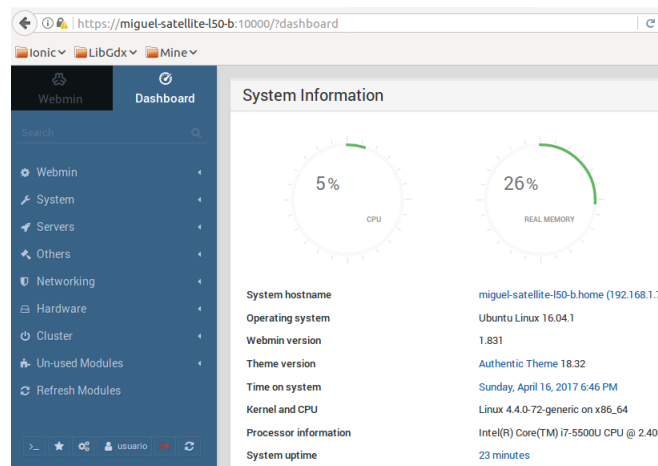 https://miguel-satellite-l50-b:10000/?dashboard
Ionic LibGdx Mine
Webmin Dashboard
Search
Webmin
System
Servers
Others
Networking
Hardware
Cluster
Un-used Modules
Refresh Modules
usuario
System Information
5% 26%
CPU REAL MEMORY
System hostname miguel-satellite-l50-b.home (192.168.1.
Operating system Ubuntu Linux 16.04.1
Webmin version 1.831
Theme version Authentic Theme 18.32
Time on system Sunday, April 16, 2017 6:46 PM
Kernel and CPU Linux 4.4.0-72-generic on x86_64
Processor information Intel(R) Core(TM) i7-5500U CPU @ 2.40
System uptime 23 minutes